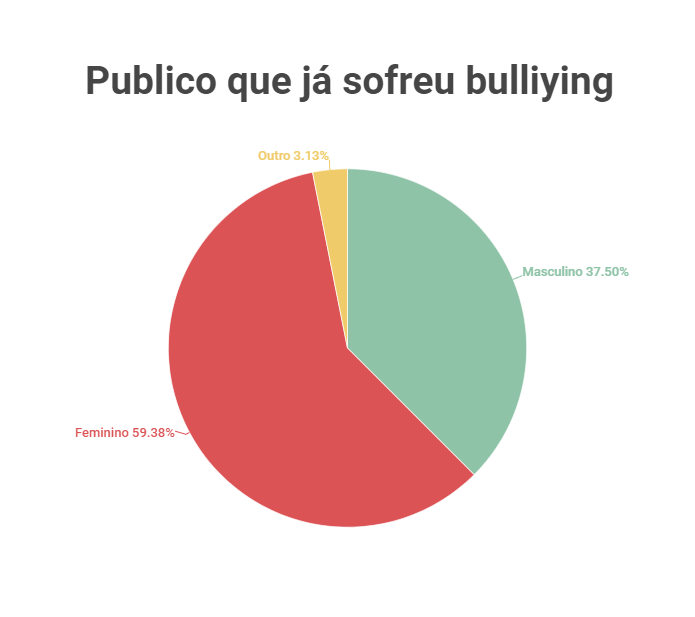 Publico que já sofreu bulliying
Outro 3.13%
Masculino 37.50%
Feminino 59.38%